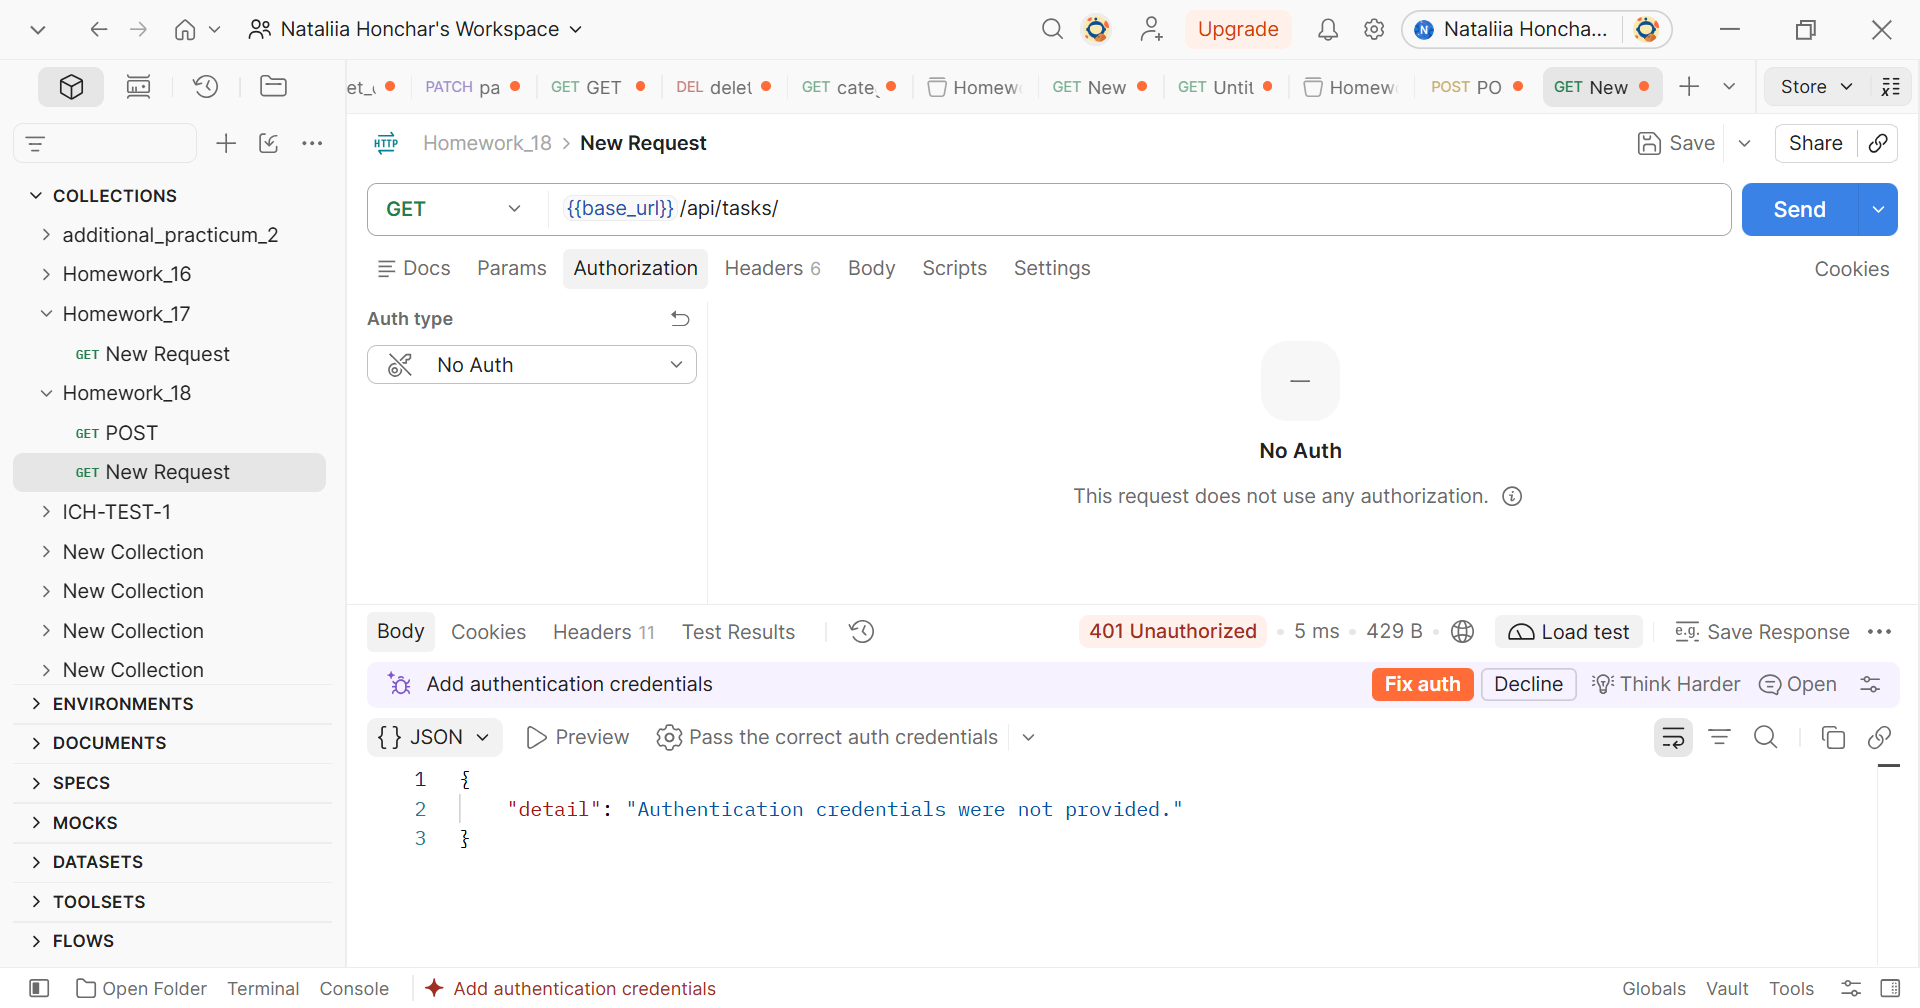 Nataliia Honchar's Workspace
Upgrade
Nataliia Honcha...
PATCH pa
GET GET
DEL delet
GET cate
Homew
GET New
GET Untit
Homew
POST PO
GET New
Store
HTTP
Homework_18 > New Request
Save
Share
COLLECTIONS
additional_practicum_2
Homework_16
Homework_17
GET New Request
Homework_18
GET POST
GET New Request
ICH-TEST-1
New Collection
New Collection
New Collection
New Collection
ENVIRONMENTS
DOCUMENTS
SPECS
MOCKS
DATASETS
TOOLSETS
FLOWS
GET
{{base_url}} /api/tasks/
Send
Docs
Params
Authorization
Headers 6
Body
Scripts
Settings
Cookies
Auth type
No Auth
No Auth
This request does not use any authorization.
Body
Cookies
Headers 11
Test Results
401 Unauthorized
5 ms
429 B
Load test
e.g. Save Response
Add authentication credentials
Fix auth
Decline
Think Harder
Open
{} JSON
Preview
Pass the correct auth credentials
1 {
2 "detail": "Authentication credentials were not provided."
3 }
Open Folder
Terminal
Console
Add authentication credentials
Globals
Vault
Tools